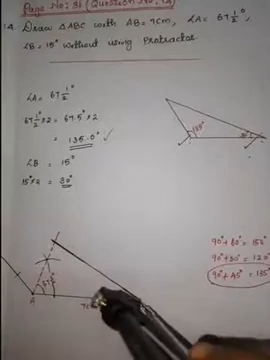 Page No: 31 (Question No: 14)
14. Draw △ABC with AB = 7cm, ∠A = 67½°,
∠B = 15° without using Protractor
∠A = 67½°
67½ × 2 = 67.5° × 2
= 135.0° ✓
∠B = 15°
15° × 2 = 30°
135°
30°
90° + 60° = 150°
90° + 30° = 120°
90° + 45° = 135°
A
7c